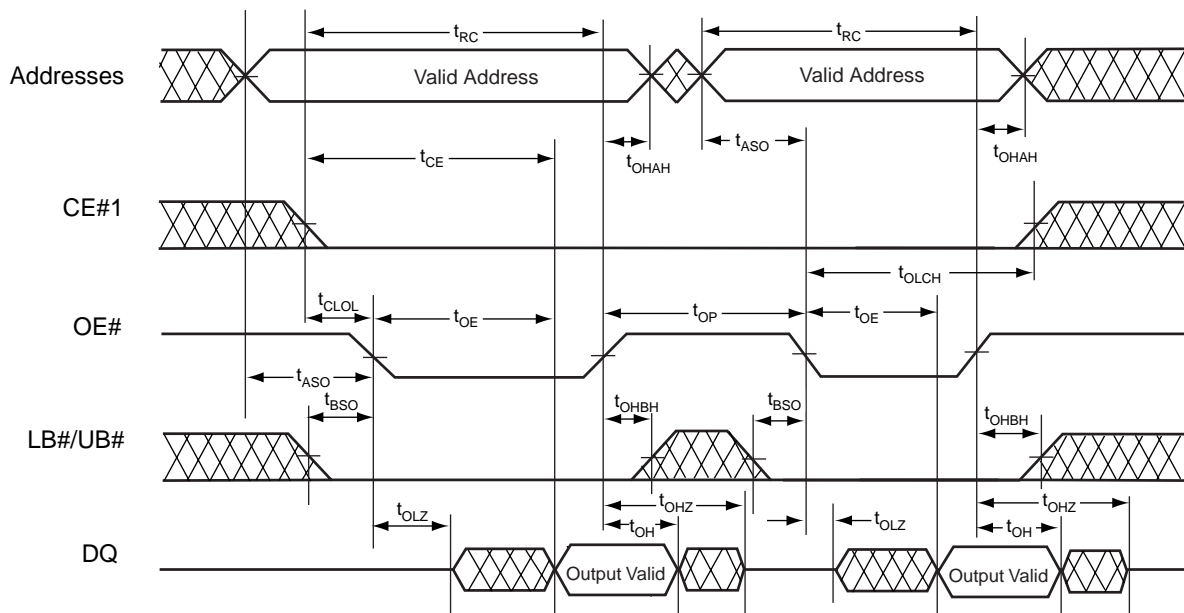 tRC
tRC
Addresses
Valid Address
Valid Address
tCE
tOHAH
tASO
tOHAH
CE#1
tCLOL
tOE
tOP
tOE
tOLCH
OE#
tASO
tBSO
tOHBH
tBSO
tOHBH
LB#/UB#
tOLZ
tOHZ
tOH
tOLZ
tOHZ
tOH
DQ
Output Valid
Output Valid